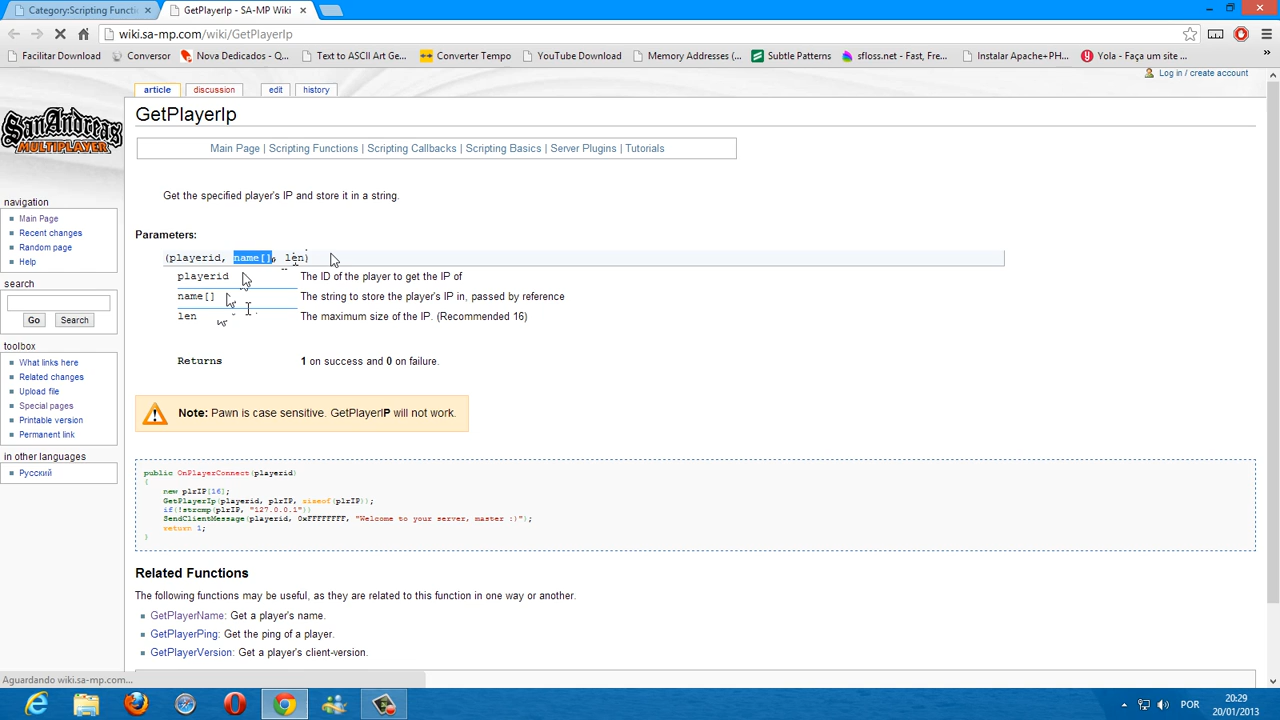 Category:Scripting Functi
GetPlayerIp - SA-MP Wiki
wiki.sa-mp.com/wiki/GetPlayerIp
Facilitar Download
Conversor
Nova Dedicados - Q...
Text to ASCII Art Ge...
Converter Tempo
YouTube Download
Memory Addresses (...
Subtle Patterns
sfloss.net - Fast, Fre...
Instalar Apache+PH...
Yola - Faça um site ...
Log in / create account
article
discussion
edit
history
SanAndreas
MULTIPLAYER
GetPlayerIp
Main Page | Scripting Functions | Scripting Callbacks | Scripting Basics | Server Plugins | Tutorials
Get the specified player's IP and store it in a string.
Parameters:
(playerid, name[], len)
playerid The ID of the player to get the IP of
name[] The string to store the player's IP in, passed by reference
len The maximum size of the IP. (Recommended 16)
Returns 1 on success and 0 on failure.
Note: Pawn is case sensitive. GetPlayerIP will not work.
public OnPlayerConnect(playerid)
{
new plrIP[16];
GetPlayerIp(playerid, plrIP, sizeof(plrIP));
if(!strcmp(plrIP, "127.0.0.1"))
SendClientMessage(playerid, 0xFFFFFFFF, "Welcome to your server, master :)");
return 1;
}
Related Functions
The following functions may be useful, as they are related to this function in one way or another.
GetPlayerName: Get a player's name.
GetPlayerPing: Get the ping of a player.
GetPlayerVersion: Get a player's client-version.
navigation
Main Page
Recent changes
Random page
Help
search
Go
Search
toolbox
What links here
Related changes
Upload file
Special pages
Printable version
Permanent link
in other languages
Русский
Aguardando wiki.sa-mp.com...
POR
20:29
20/01/2013